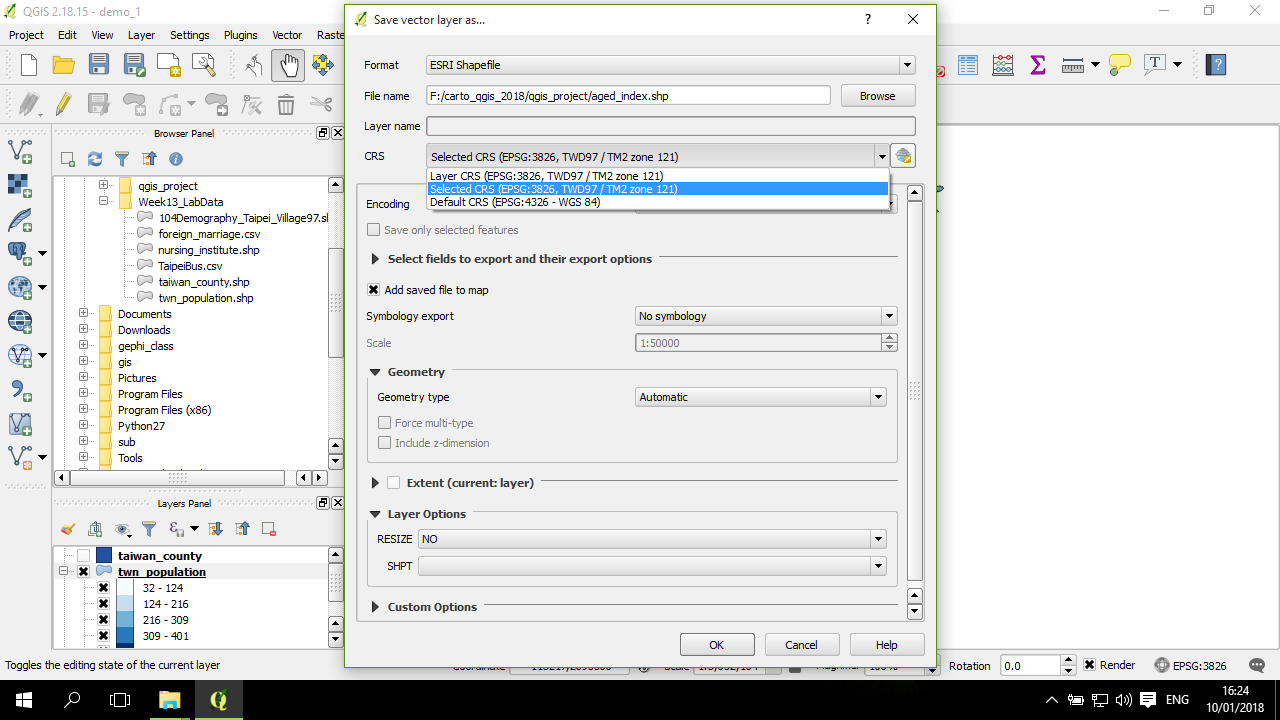 QGIS 2.18.15 - demo_1
Project Edit View Layer Settings Plugins Vector Raste
Browser Panel
qgis_project
Week13_LabData
104Demography_Taipei_Village97.sl
foreign_marriage.csv
nursing_institute.shp
TaipeiBus.csv
taiwan_county.shp
twn_population.shp
Documents
Downloads
gephi_class
gis
Pictures
Program Files
Program Files (x86)
Python27
sub
Tools
Layers Panel
taiwan_county
twn_population
32 - 124
124 - 216
216 - 309
309 - 401
Save vector layer as...
Format ESRI Shapefile
File name F:/carto_qgis_2018/qgis_project/aged_index.shp Browse
Layer name
CRS Selected CRS (EPSG:3826, TWD97 / TM2 zone 121)
Layer CRS (EPSG:3826, TWD97 / TM2 zone 121)
Selected CRS (EPSG:3826, TWD97 / TM2 zone 121)
Default CRS (EPSG:4326 - WGS 84)
Encoding
Save only selected features
Select fields to export and their export options
Add saved file to map
Symbology export No symbology
Scale 1:50000
Geometry
Geometry type Automatic
Force multi-type
Include z-dimension
Extent (current: layer)
Layer Options
RESIZE NO
SHPT
Custom Options
OK Cancel Help
Toggles the editing state of the current layer
Rotation 0.0 Render EPSG:3826
ENG
16:24
10/01/2018